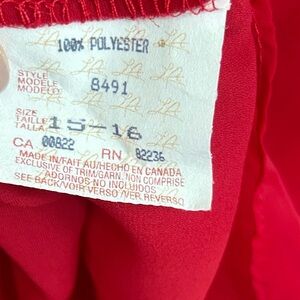 100% POLYESTER
STYLE
MODELE 8491
MODELO
SIZE
TAILLE 15-16
TALLA
CA 00822 RN 82236
MADE IN/FAIT AU/HECHO EN CANADA
EXCLUSIVE OF TRIM/GARN. NON COMPRISE
ADORNOS NO INCLUIDOS
SEE BACK/VOIR VERSO/VER REVERSO